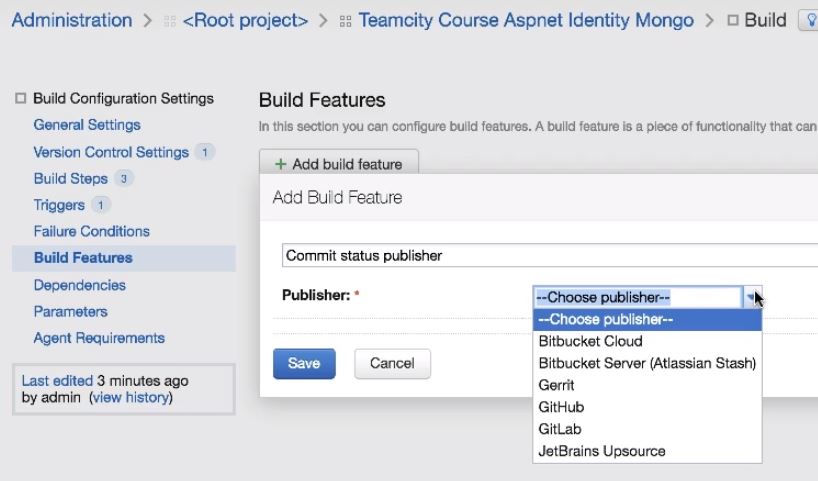 Administration > <Root project> > Teamcity Course Aspnet Identity Mongo > Build
Build Configuration Settings
General Settings
Version Control Settings 1
Build Steps 3
Triggers 1
Failure Conditions
Build Features
Dependencies
Parameters
Agent Requirements
Last edited 3 minutes ago
by admin (view history)
Build Features
In this section you can configure build features. A build feature is a piece of functionality that can
+ Add build feature
Add Build Feature
Commit status publisher
Publisher: *
--Choose publisher--
--Choose publisher--
Bitbucket Cloud
Bitbucket Server (Atlassian Stash)
Gerrit
GitHub
GitLab
JetBrains Upsource
Save
Cancel